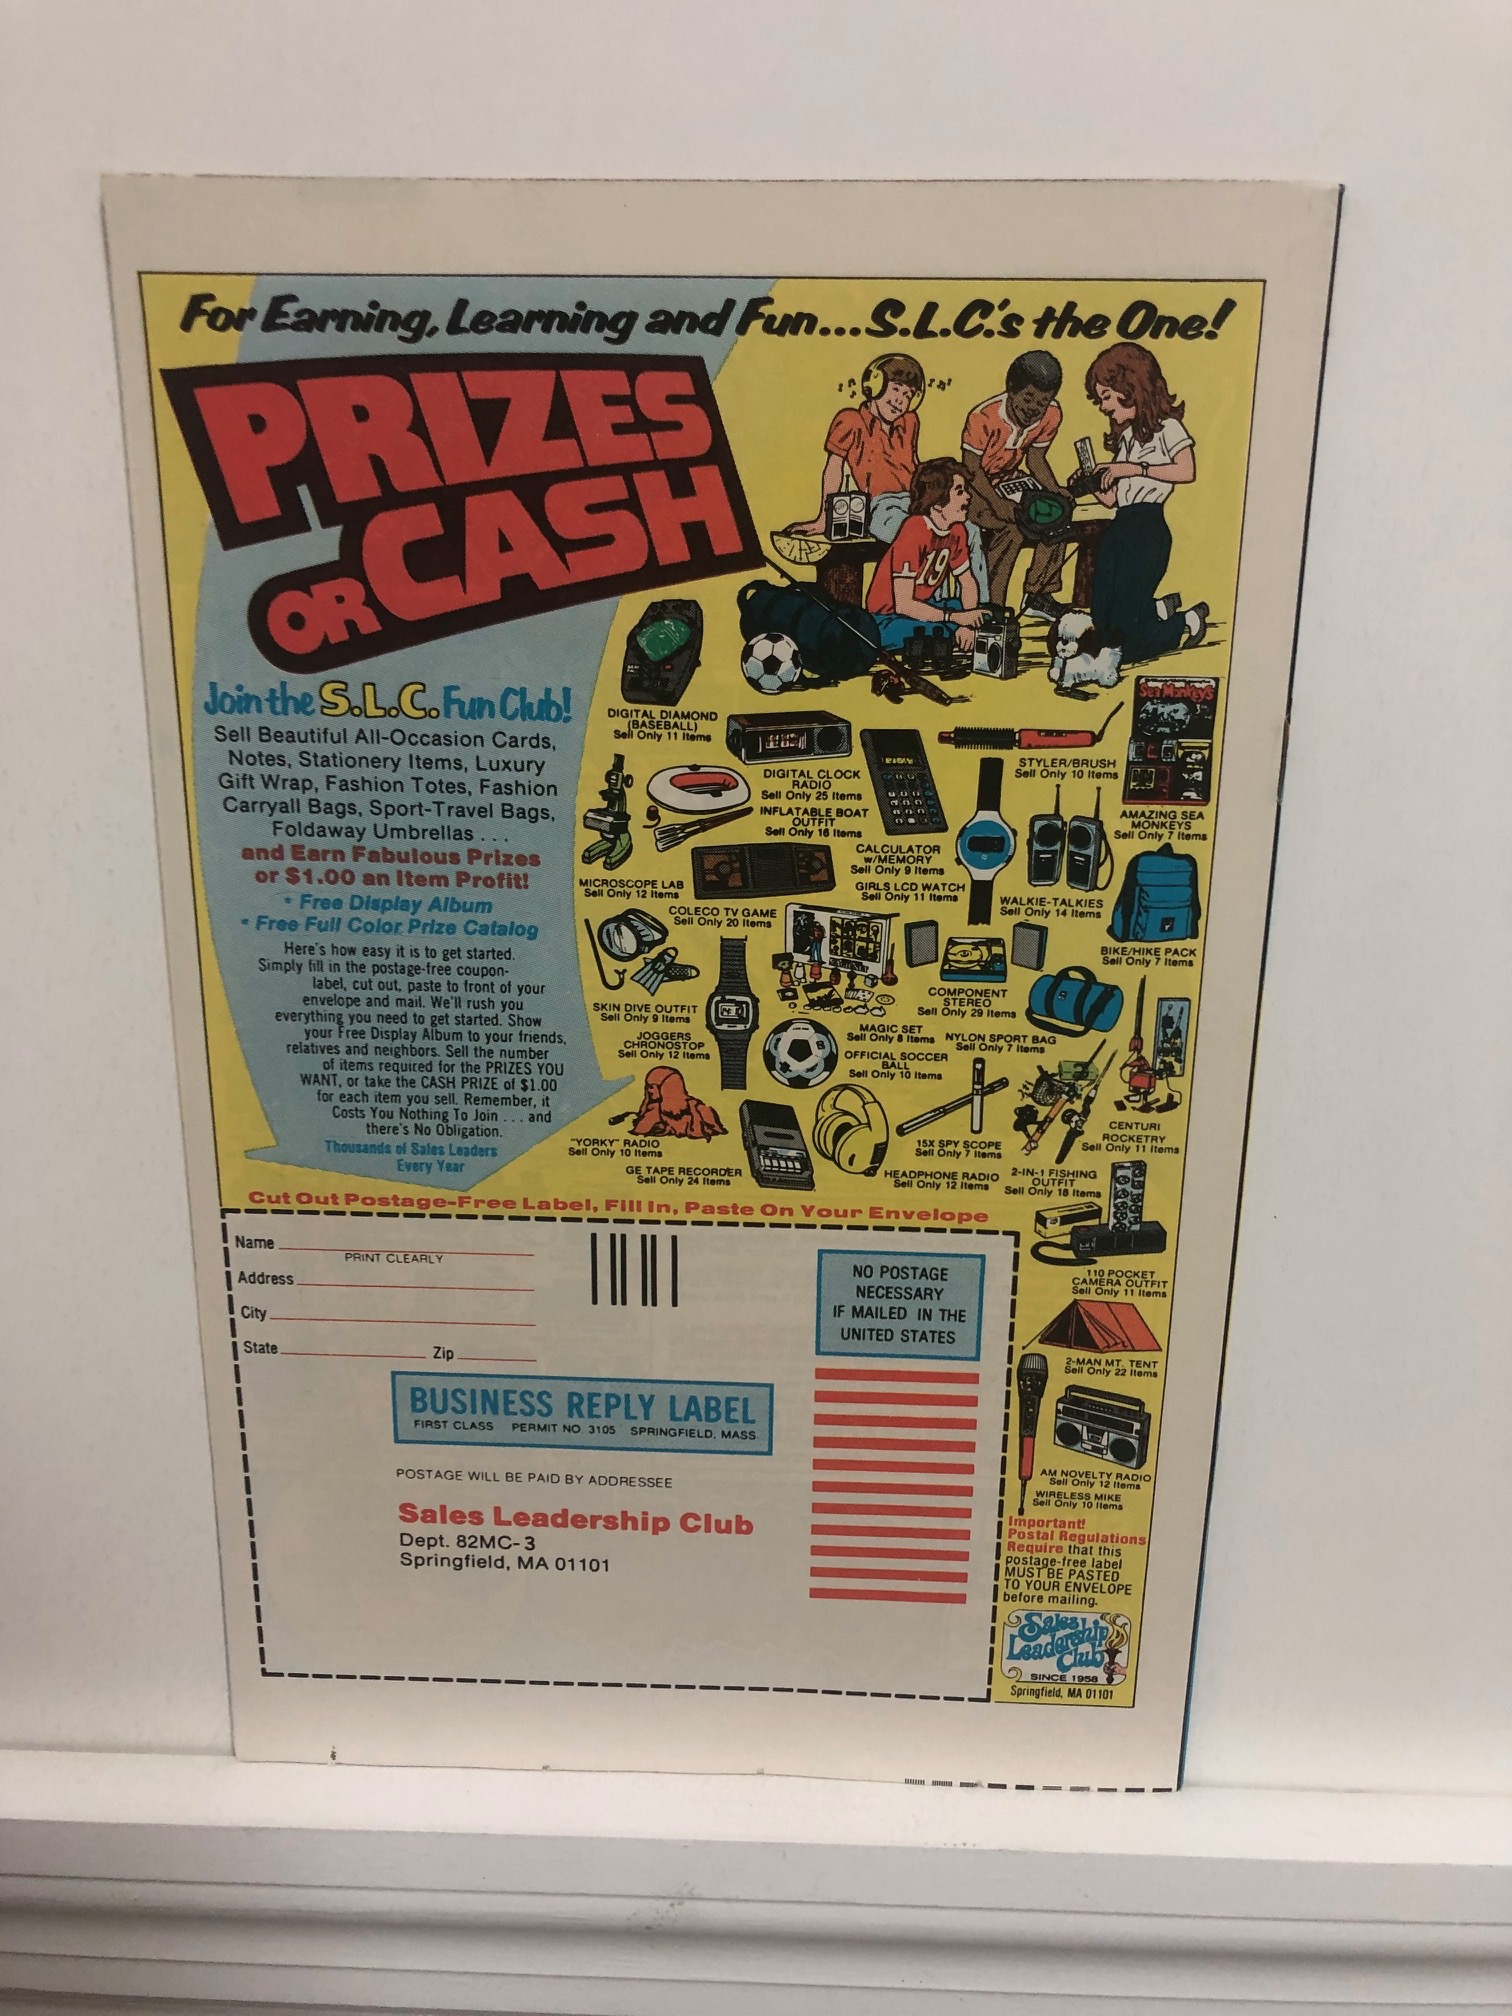 For Earning, Learning and Fun...S.L.C.'s the One!
PRIZES
OR CASH
Join the S.L.C. Fun Club!
Sell Beautiful All-Occasion Cards,
Notes, Stationery Items, Luxury
Gift Wrap, Fashion Totes, Fashion
Carryall Bags, Sport-Travel Bags,
Foldaway Umbrellas . . .
and Earn Fabulous Prizes
or $1.00 an Item Profit!
* Free Display Album
* Free Full Color Prize Catalog
Here's how easy it is to get started.
Simply fill in the postage-free coupon-
label, cut out, paste to front of your
envelope and mail. We'll rush you
everything you need to get started. Show
your Free Display Album to your friends,
relatives and neighbors. Sell the number
of items required for the PRIZES YOU
WANT, or take the CASH PRIZE of $1.00
for each item you sell. Remember, it
Costs You Nothing To Join . . . and
there's No Obligation.
Thousands of Sales Leaders
Every Year
19
DIGITAL DIAMOND
(BASEBALL)
Sell Only 11 Items
DIGITAL CLOCK
RADIO
Sell Only 25 Items
STYLER/BRUSH
Sell Only 10 Items
Sea Monkeys
AMAZING SEA
MONKEYS
Sell Only 7 Items
INFLATABLE BOAT
OUTFIT
Sell Only 16 Items
CALCULATOR
w/MEMORY
Sell Only 9 Items
MICROSCOPE LAB
Sell Only 12 Items
GIRLS LCD WATCH
Sell Only 11 Items
WALKIE-TALKIES
Sell Only 14 Items
COLECO TV GAME
Sell Only 20 Items
BIKE/HIKE PACK
Sell Only 7 Items
SKIN DIVE OUTFIT
Sell Only 9 Items
COMPONENT
STEREO
Sell Only 29 Items
JOGGERS
CHRONOSTOP
Sell Only 12 Items
MAGIC SET
Sell Only 8 Items
NYLON SPORT BAG
Sell Only 7 Items
OFFICIAL SOCCER
BALL
Sell Only 10 Items
CENTURI
ROCKETRY
Sell Only 11 Items
"YORKY" RADIO
Sell Only 10 Items
15X SPY SCOPE
Sell Only 7 Items
GE TAPE RECORDER
Sell Only 24 Items
HEADPHONE RADIO
Sell Only 12 Items
2-IN-1 FISHING
OUTFIT
Sell Only 18 Items
110 POCKET
CAMERA OUTFIT
Sell Only 11 Items
2-MAN MT. TENT
Sell Only 22 Items
AM NOVELTY RADIO
Sell Only 12 Items
WIRELESS MIKE
Sell Only 10 Items
Cut Out Postage-Free Label, Fill In, Paste On Your Envelope
Name
PRINT CLEARLY
Address
City
State Zip
NO POSTAGE
NECESSARY
IF MAILED IN THE
UNITED STATES
BUSINESS REPLY LABEL
FIRST CLASS PERMIT NO. 3105 SPRINGFIELD, MASS.
POSTAGE WILL BE PAID BY ADDRESSEE
Sales Leadership Club
Dept. 82MC-3
Springfield, MA 01101
Important!
Postal Regulations
Require that this
postage-free label
MUST BE PASTED
TO YOUR ENVELOPE
before mailing.
Sales
Leadership
Club
SINCE 1958
Springfield, MA 01101